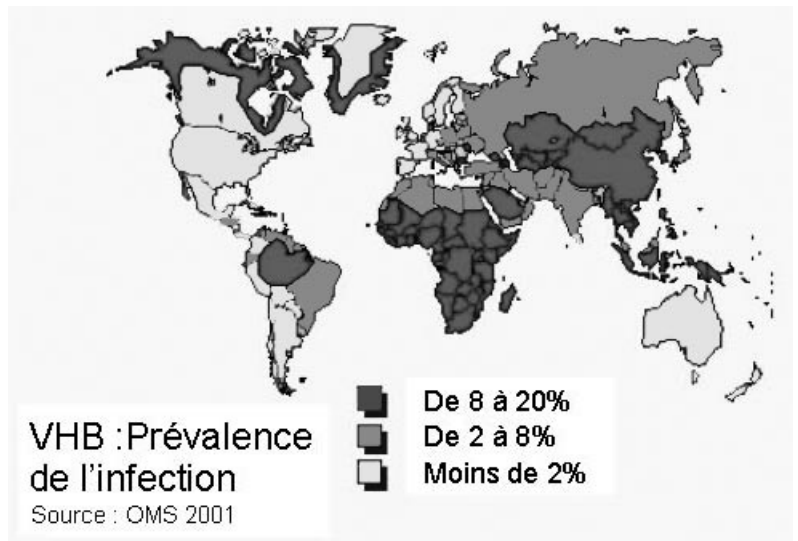 De 8 à 20%
De 2 à 8%
Moins de 2%
VHB :Prévalence
de l'infection
Source : OMS 2001